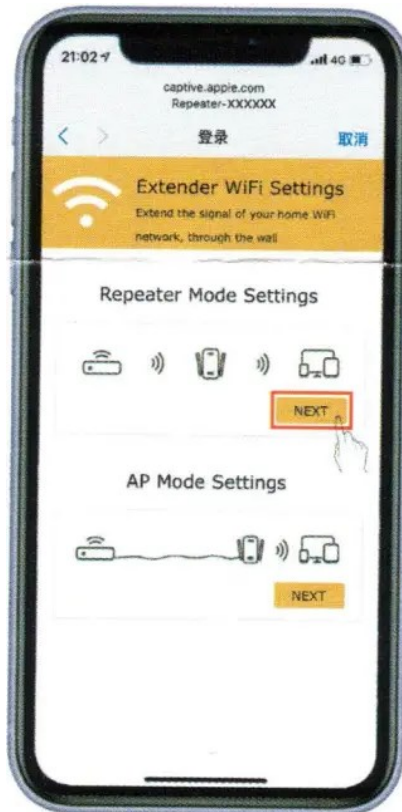 21:02
4G
captive.apple.com
Repeater-XXXXXX
登录
取消
Extender WiFi Settings
Extend the signal of your home WiFi
network, through the wall
Repeater Mode Settings
NEXT
AP Mode Settings
NEXT